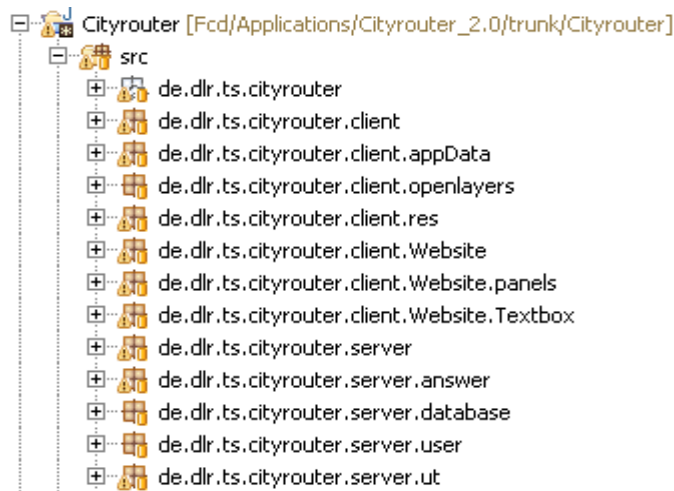 Cityrouter [Fcd/Applications/Cityrouter_2.0/trunk/Cityrouter]
src
de.dlr.ts.cityrouter
de.dlr.ts.cityrouter.client
de.dlr.ts.cityrouter.client.appData
de.dlr.ts.cityrouter.client.openlayers
de.dlr.ts.cityrouter.client.res
de.dlr.ts.cityrouter.client.Website
de.dlr.ts.cityrouter.client.Website.panels
de.dlr.ts.cityrouter.client.Website.Textbox
de.dlr.ts.cityrouter.server
de.dlr.ts.cityrouter.server.answer
de.dlr.ts.cityrouter.server.database
de.dlr.ts.cityrouter.server.user
de.dlr.ts.cityrouter.server.ut